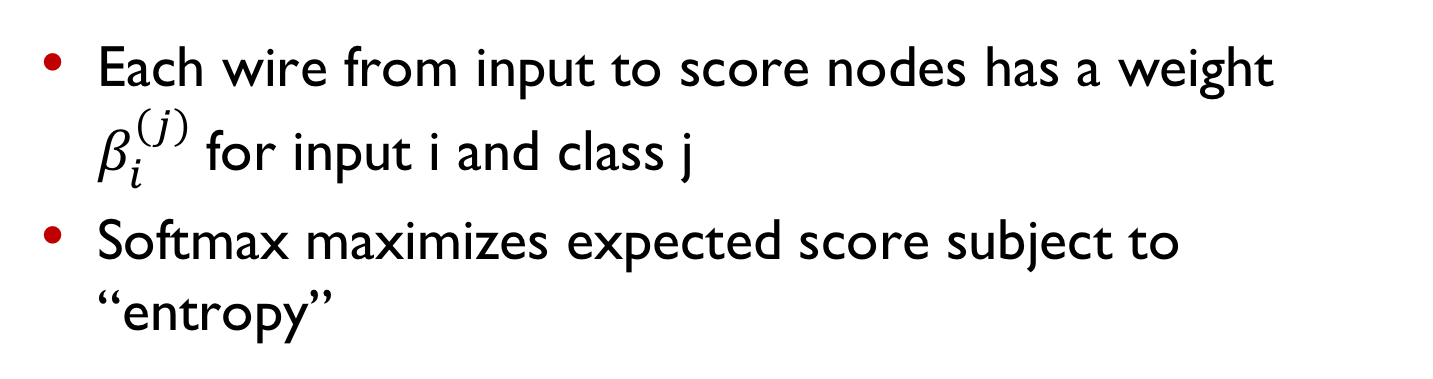 • Each wire from input to score nodes has a weight
β_i^(j) for input i and class j
• Softmax maximizes expected score subject to
“entropy”